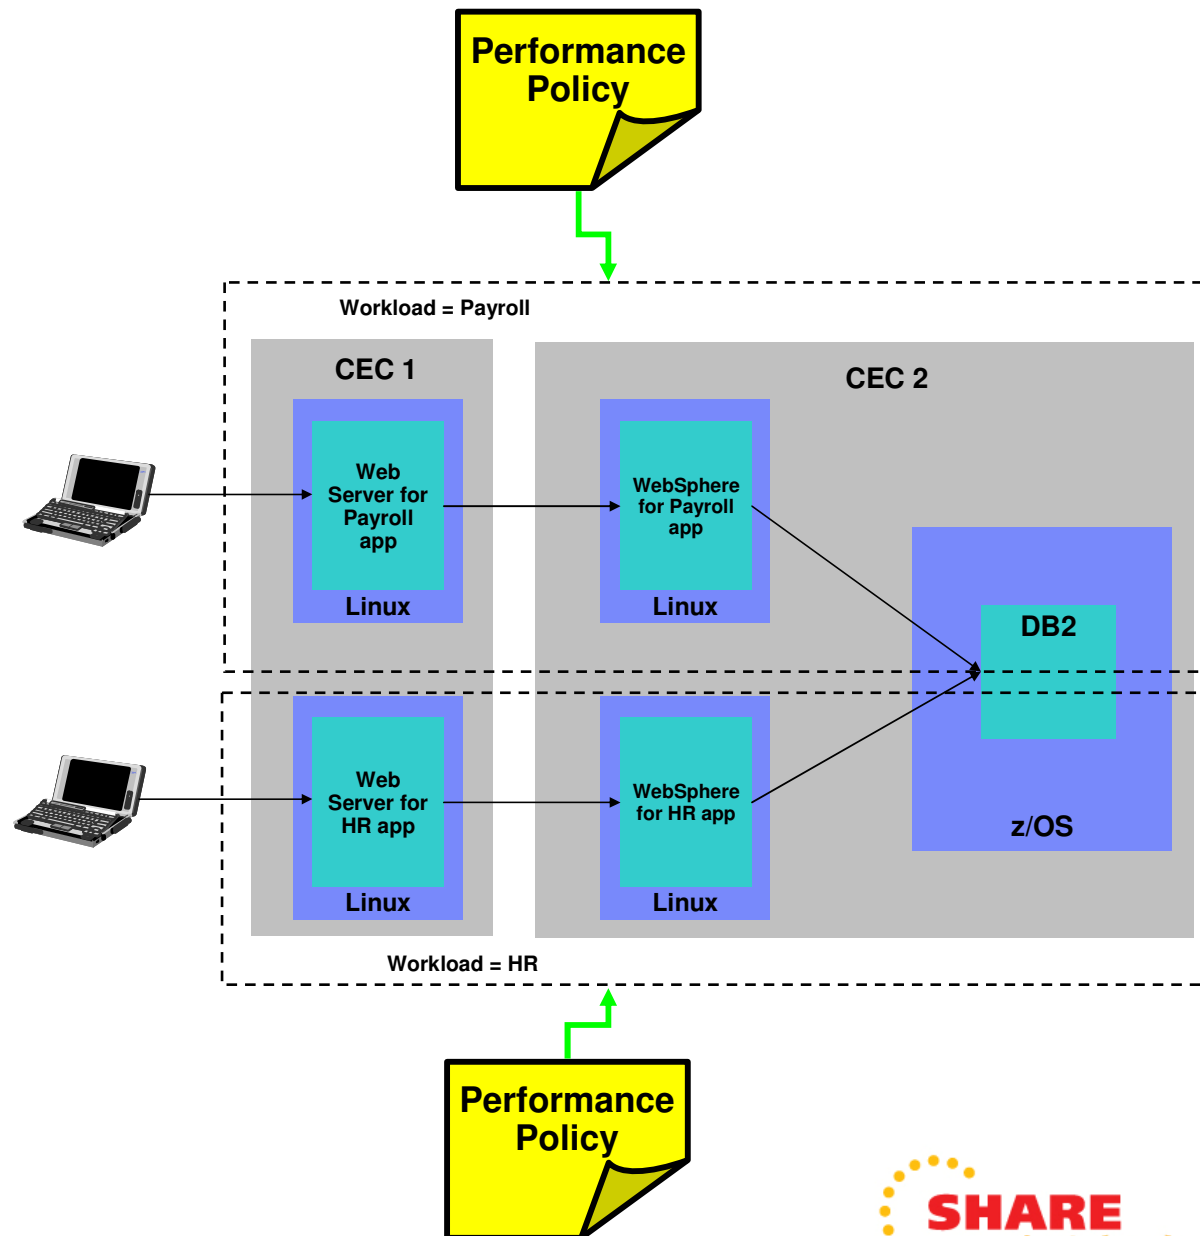 Performance
Policy
Workload = Payroll
CEC 1
CEC 2
Web
Server for
Payroll
app
Linux
WebSphere
for Payroll
app
Linux
DB2
z/OS
Web
Server for
HR app
Linux
WebSphere
for HR app
Linux
Workload = HR
Performance
Policy
SHARE